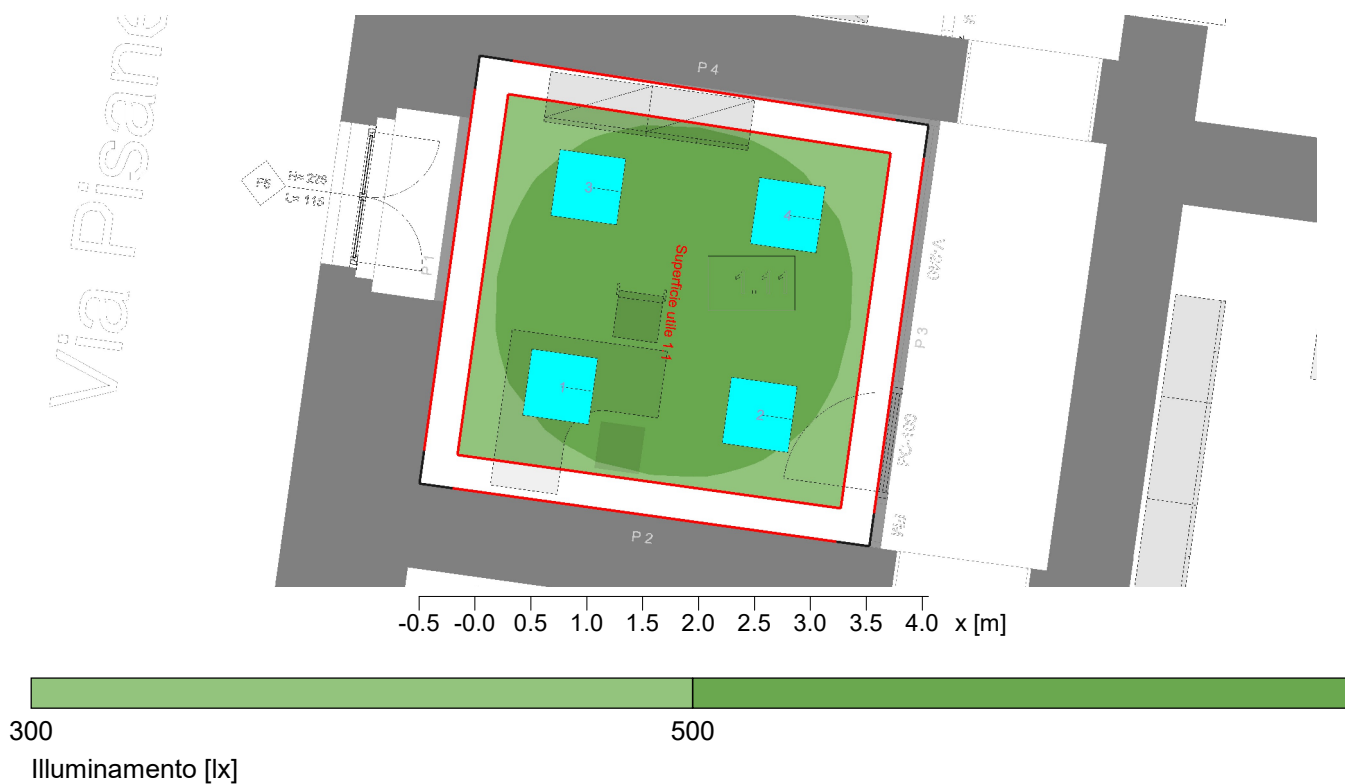 Via Pisane
P 4
F6
H= 226
L= 116
P 1
3
4
Superficie utile 1.1
P 3
1
2
P 2
-0.5 -0.0 0.5 1.0 1.5 2.0 2.5 3.0 3.5 4.0 x [m]
300 500
Illuminamento [lx]